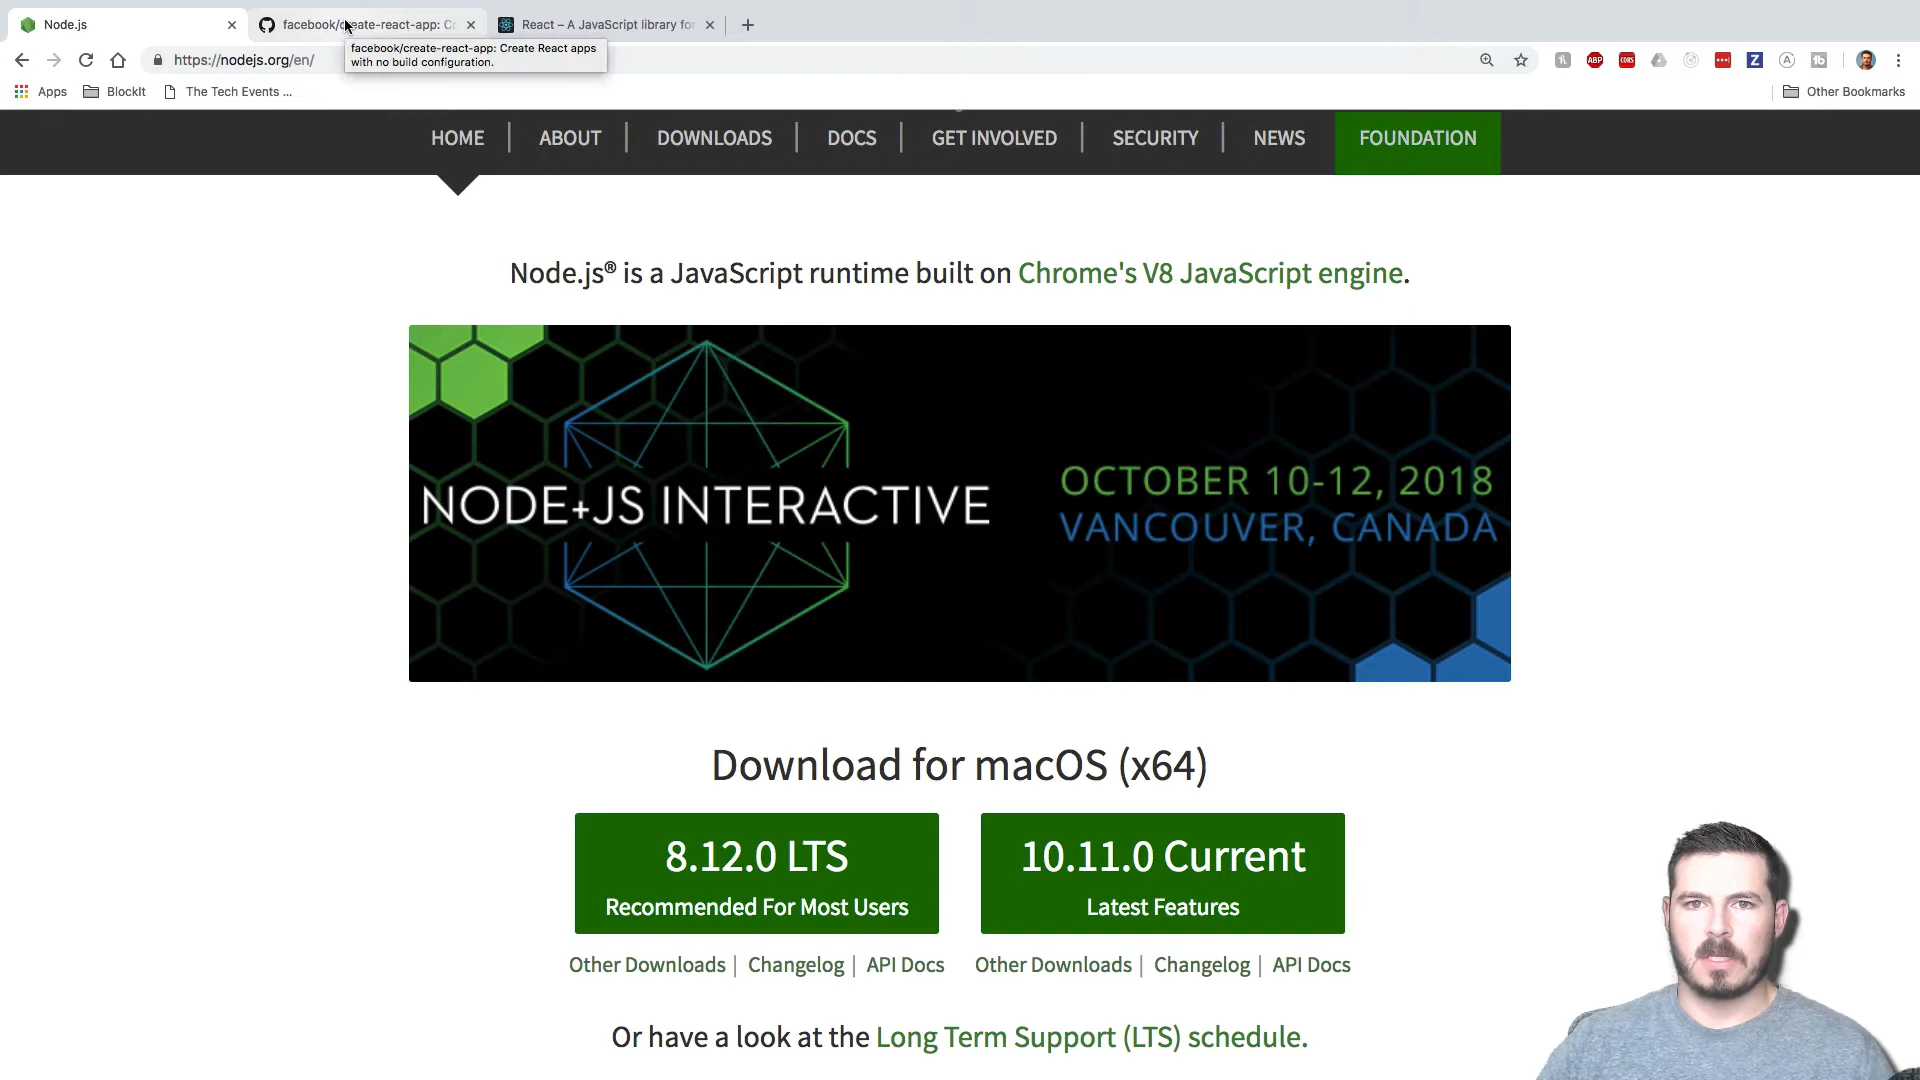 Node.js
facebook/create-react-app: Cr
React – A JavaScript library for
facebook/create-react-app: Create React apps
with no build configuration.
https://nodejs.org/en/
ABP
CORS
Z
A
Apps
BlockIt
The Tech Events ...
Other Bookmarks
HOME
ABOUT
DOWNLOADS
DOCS
GET INVOLVED
SECURITY
NEWS
FOUNDATION
Node.js® is a JavaScript runtime built on Chrome's V8 JavaScript engine.
NODE+JS INTERACTIVE
OCTOBER 10-12, 2018
VANCOUVER, CANADA
Download for macOS (x64)
8.12.0 LTS
Recommended For Most Users
10.11.0 Current
Latest Features
Other Downloads | Changelog | API Docs
Other Downloads | Changelog | API Docs
Or have a look at the Long Term Support (LTS) schedule.